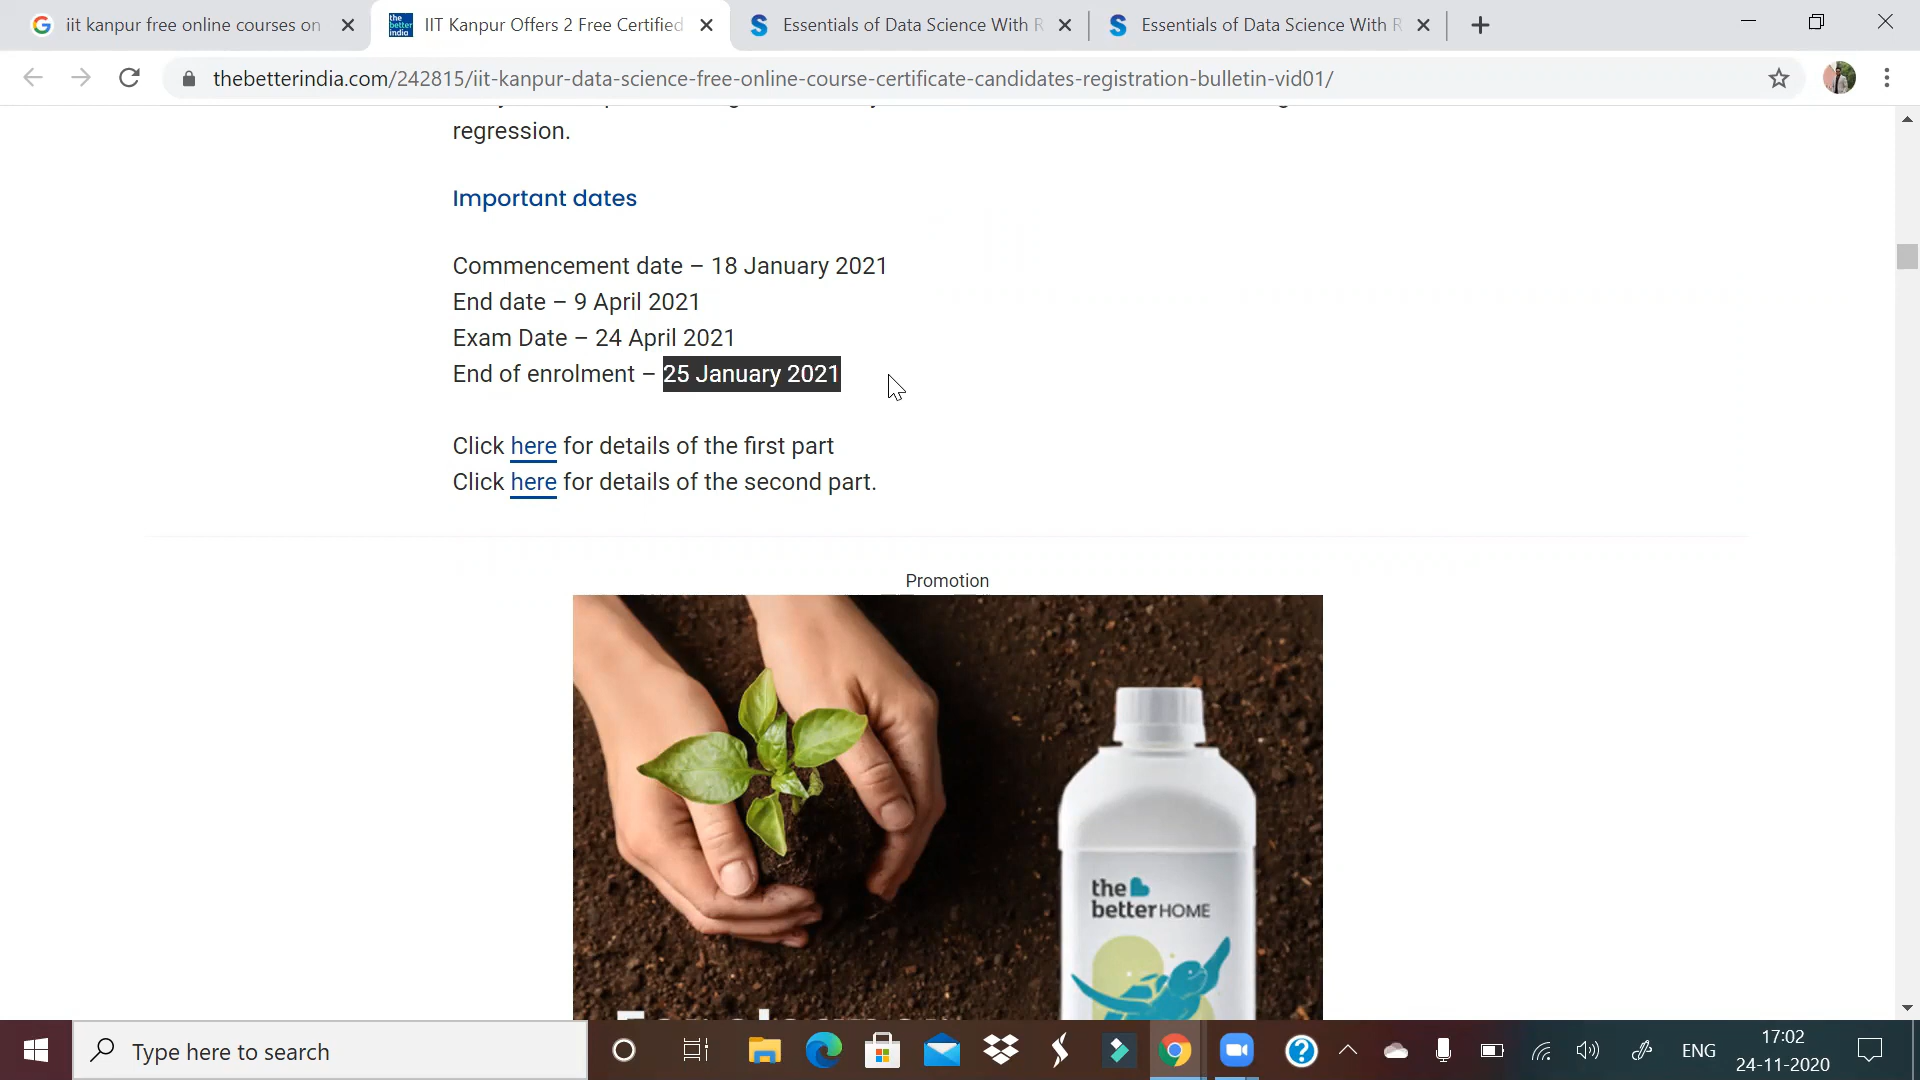 iit kanpur free online courses on
IIT Kanpur Offers 2 Free Certified
Essentials of Data Science With R
Essentials of Data Science With R
thebetterindia.com/242815/iit-kanpur-data-science-free-online-course-certificate-candidates-registration-bulletin-vid01/
regression.
Important dates
Commencement date – 18 January 2021
End date – 9 April 2021
Exam Date – 24 April 2021
End of enrolment – 25 January 2021
Click here for details of the first part
Click here for details of the second part.
Promotion
the
betterHOME
Type here to search
ENG
17:02
24-11-2020